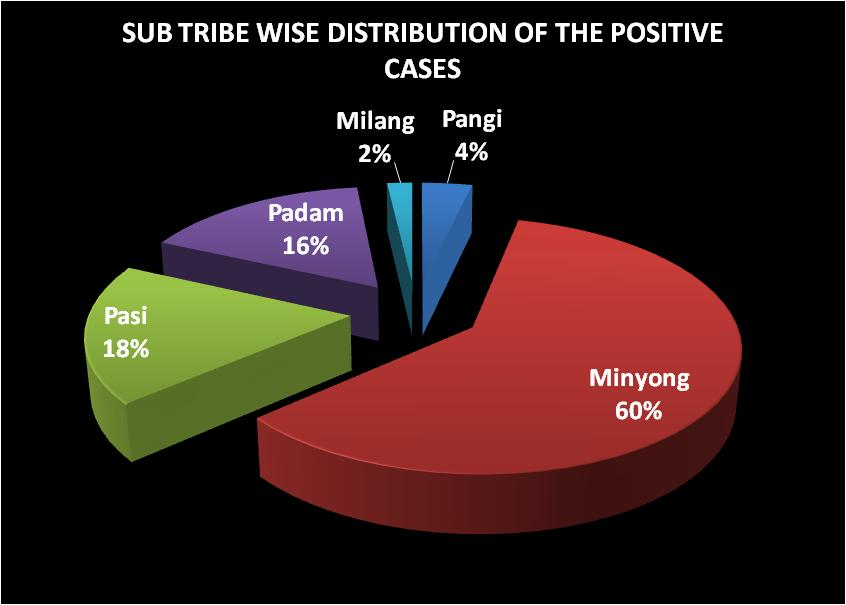 SUB TRIBE WISE DISTRIBUTION OF THE POSITIVE
CASES
Milang
2%
Pangi
4%
Padam
16%
Pasi
18%
Minyong
60%